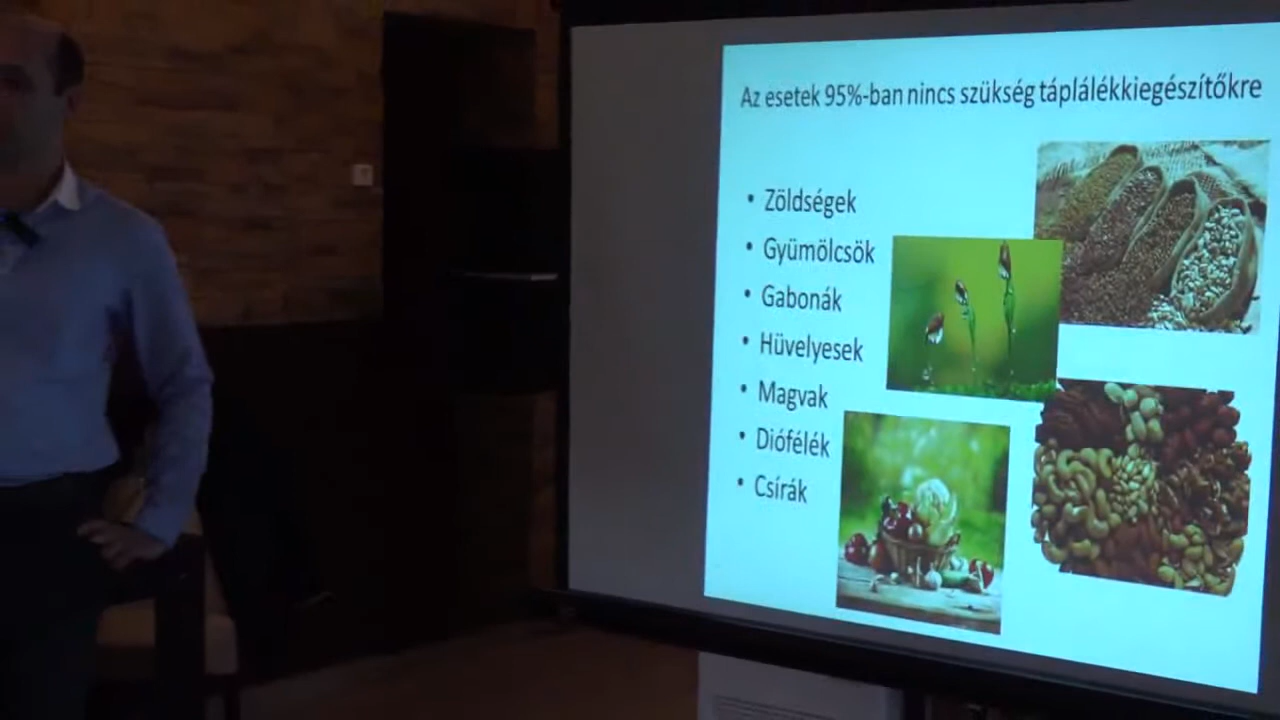 Az esetek 95%-ban nincs szükség táplálékkiegészítőkre
• Zöldségek
• Gyümölcsök
• Gabonák
• Hüvelyesek
• Magvak
• Diófélék
• Csírák